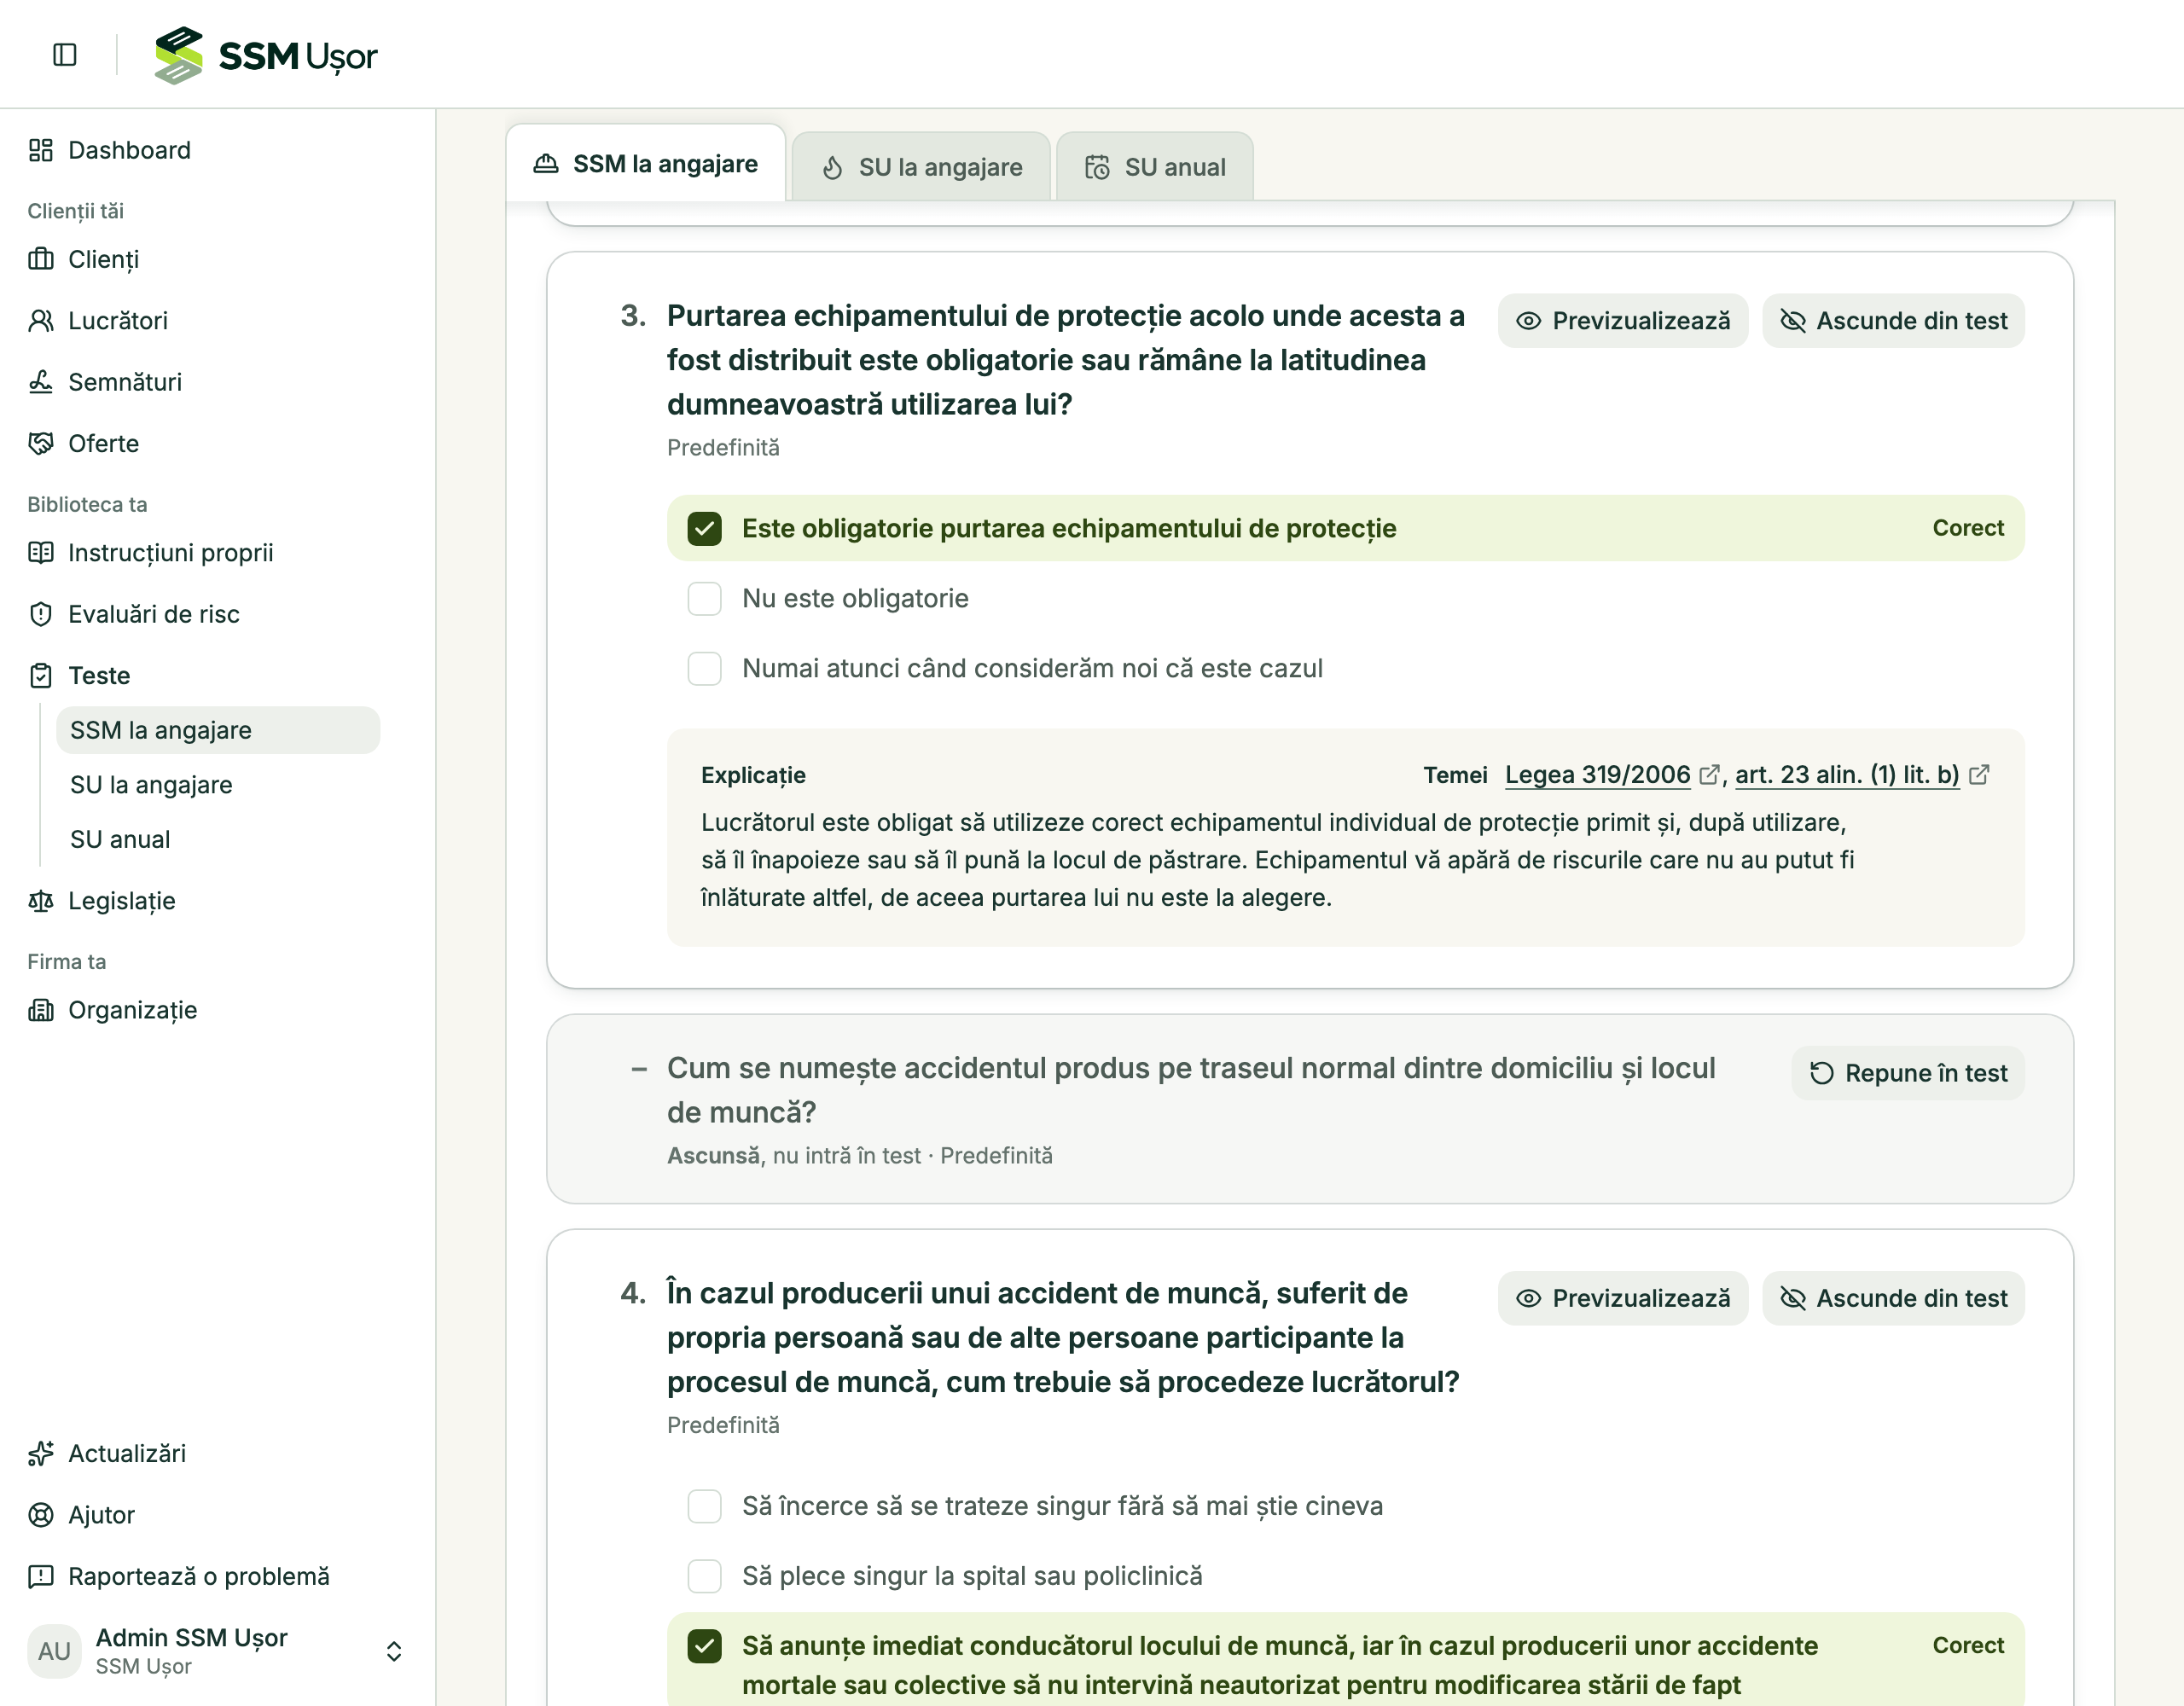 SSM Ușor
Dashboard
Clienții tăi
Clienți
Lucrători
Semnături
Oferte
Biblioteca ta
Instrucțiuni proprii
Evaluări de risc
Teste
SSM la angajare
SU la angajare
SU anual
Legislație
Firma ta
Organizație
Actualizări
Ajutor
Raportează o problemă
AU
Admin SSM Ușor
SSM Ușor
SSM la angajare
SU la angajare
SU anual
3. Purtarea echipamentului de protecție acolo unde acesta a
fost distribuit este obligatorie sau rămâne la latitudinea
dumneavoastră utilizarea lui?
Predefinită
Previzualizează
Ascunde din test
Este obligatorie purtarea echipamentului de protecție
Corect
Nu este obligatorie
Numai atunci când considerăm noi că este cazul
Explicație
Temei Legea 319/2006, art. 23 alin. (1) lit. b)
Lucrătorul este obligat să utilizeze corect echipamentul individual de protecție primit și, după utilizare,
să îl înapoieze sau să îl pună la locul de păstrare. Echipamentul vă apără de riscurile care nu au putut fi
înlăturate altfel, de aceea purtarea lui nu este la alegere.
– Cum se numește accidentul produs pe traseul normal dintre domiciliu și locul
de muncă?
Ascunsă, nu intră în test · Predefinită
Repune în test
4. În cazul producerii unui accident de muncă, suferit de
propria persoană sau de alte persoane participante la
procesul de muncă, cum trebuie să procedeze lucrătorul?
Predefinită
Previzualizează
Ascunde din test
Să încerce să se trateze singur fără să mai știe cineva
Să plece singur la spital sau policlinică
Să anunțe imediat conducătorul locului de muncă, iar în cazul producerii unor accidente
mortale sau colective să nu intervină neautorizat pentru modificarea stării de fapt
Corect